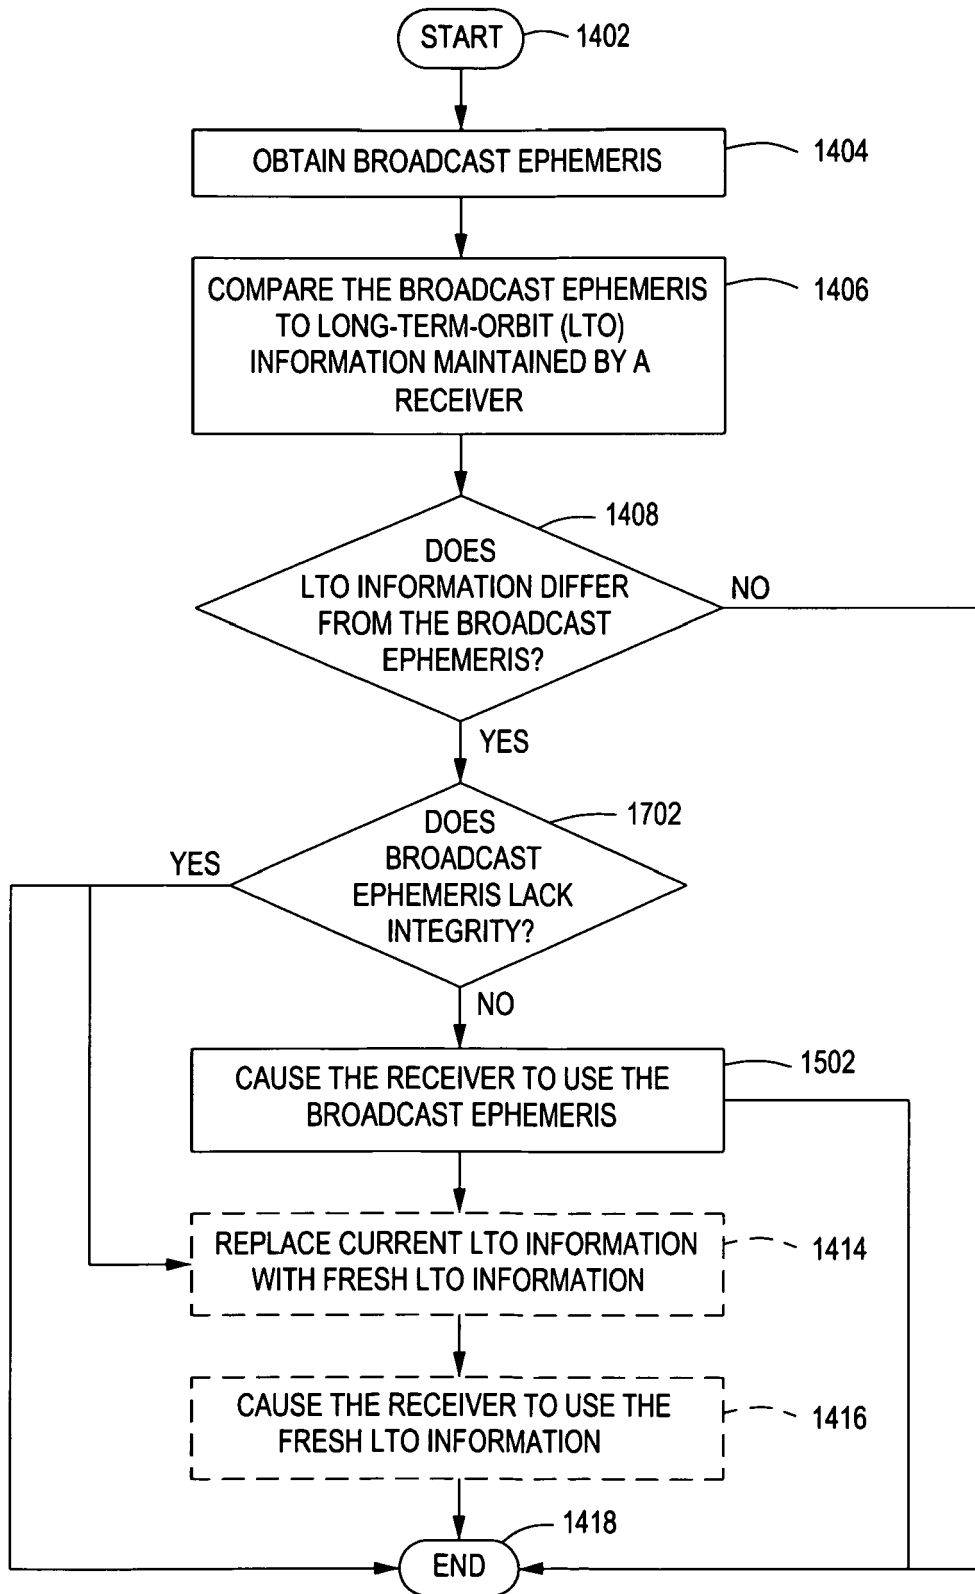 START
1402
OBTAIN BROADCAST EPHEMERIS
1404
COMPARE THE BROADCAST EPHEMERIS
TO LONG-TERM-ORBIT (LTO)
INFORMATION MAINTAINED BY A
RECEIVER
1406
1408
DOES
LTO INFORMATION DIFFER
FROM THE BROADCAST
EPHEMERIS?
NO
YES
1702
DOES
BROADCAST
EPHEMERIS LACK
INTEGRITY?
YES
NO
CAUSE THE RECEIVER TO USE THE
BROADCAST EPHEMERIS
1502
REPLACE CURRENT LTO INFORMATION
WITH FRESH LTO INFORMATION
1414
CAUSE THE RECEIVER TO USE THE
FRESH LTO INFORMATION
1416
1418
END